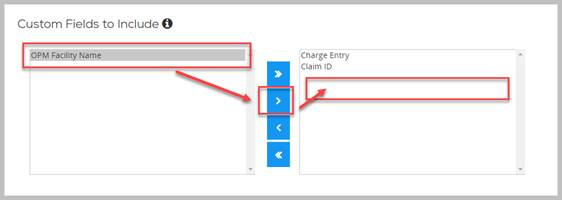 Custom Fields to Include
OPM Facility Name
Charge Entry
Claim ID